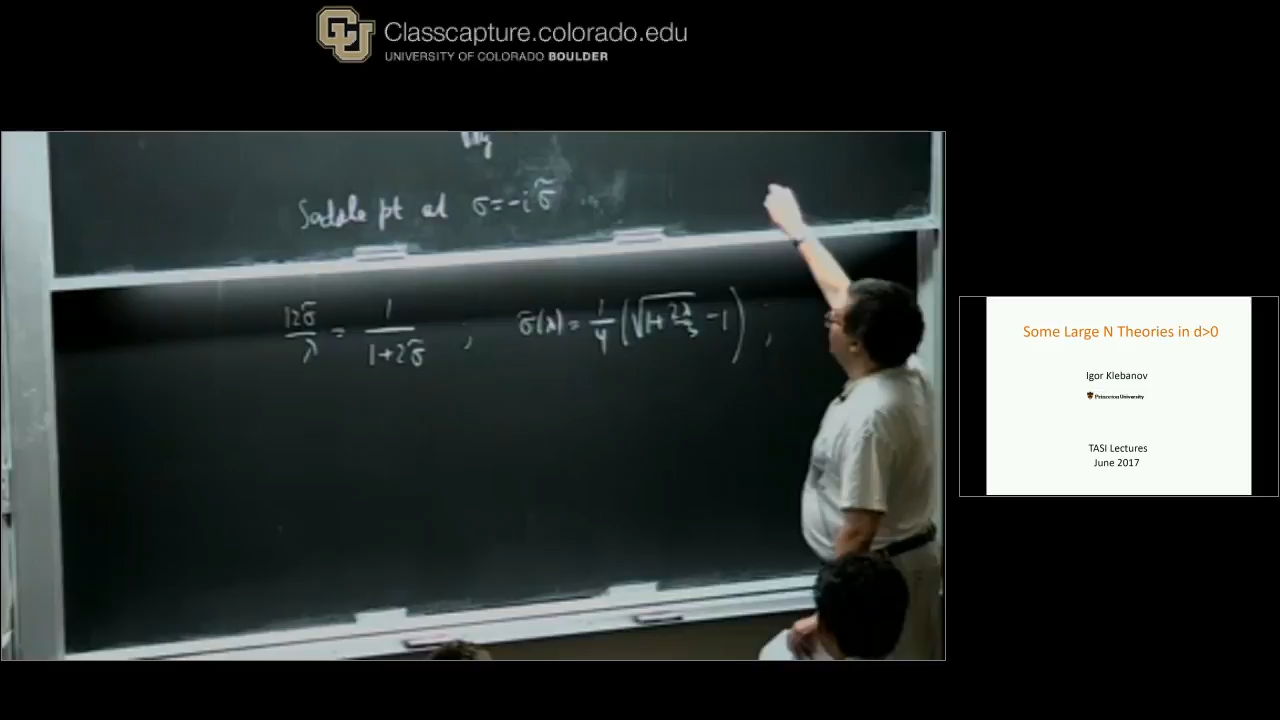 CU
Classcapture.colorado.edu
UNIVERSITY OF COLORADO BOULDER
Saddle pt at σ=-i σ̃
12σ̃/λ = 1/(1+2σ̃) ; σ̃(λ) = 1/4 (√(1+2λ/3) -1) ;
Some Large N Theories in d>0
Igor Klebanov
Princeton University
TASI Lectures
June 2017